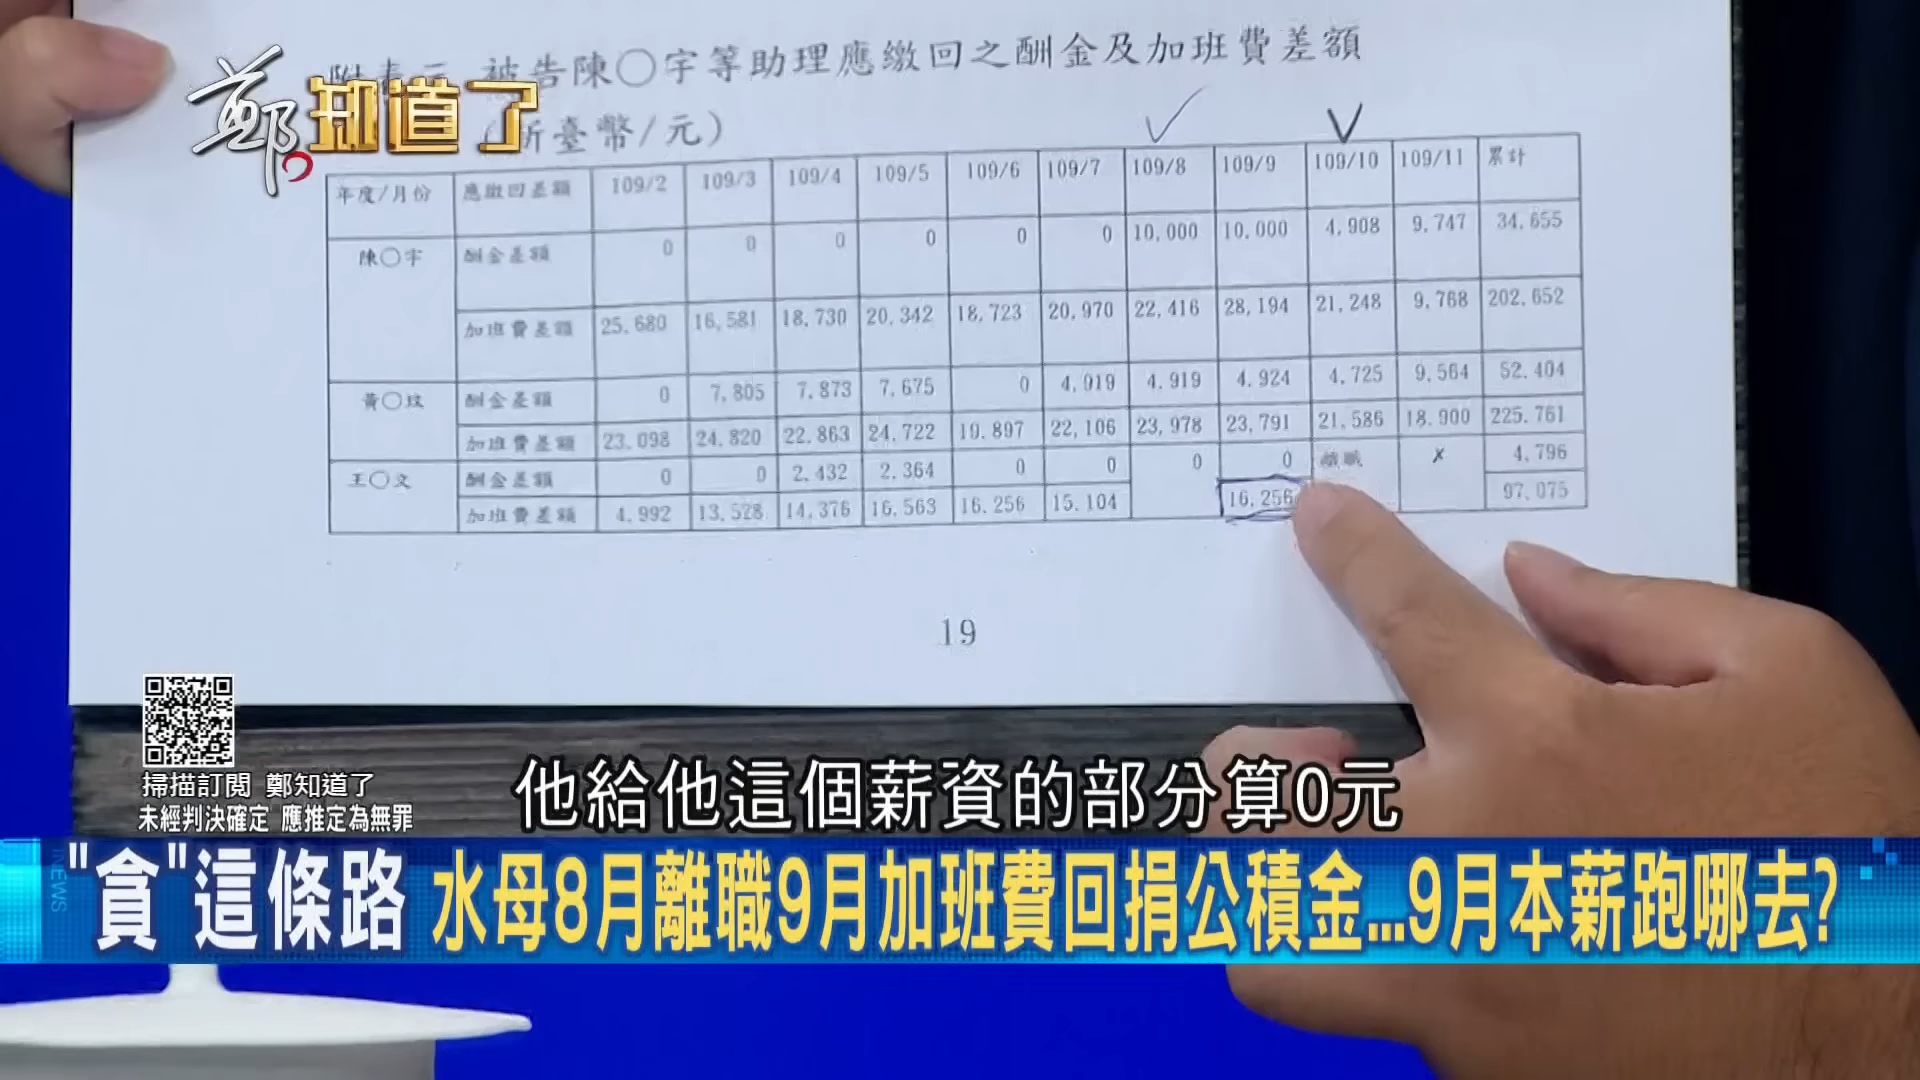 被告陳○宇等助理應繳回之酬金及加班費差額
鄭知道了
新臺幣/元)
年度/月份 應繳回差額 109/2 109/3 109/4 109/5 109/6 109/7 109/8 109/9 109/10 109/11 累計
陳○宇 酬金差額 0 0 0 0 0 0 10,000 10,000 4,908 9,747 34,655
加班費差額 25,680 16,581 18,730 20,342 18,723 20,970 22,416 28,194 21,248 9,768 202,652
黃○玟 酬金差額 0 7,805 7,873 7,675 0 4,919 4,919 4,924 4,725 9,564 52,404
加班費差額 23,098 24,820 22,863 24,722 19,897 22,106 23,978 23,791 21,586 18,900 225,761
王○文 酬金差額 0 0 2,432 2,364 0 0 0 0 離職 x 4,796
加班費差額 4,992 13,528 14,376 16,563 16,256 15,104 16,256 97,075
19
掃描訂閱 鄭知道了
未經判決確定 應推定為無罪
他給他這個薪資的部分算0元
INEWS
"貪"這條路 水母8月離職9月加班費回捐公積金...9月本薪跑哪去?